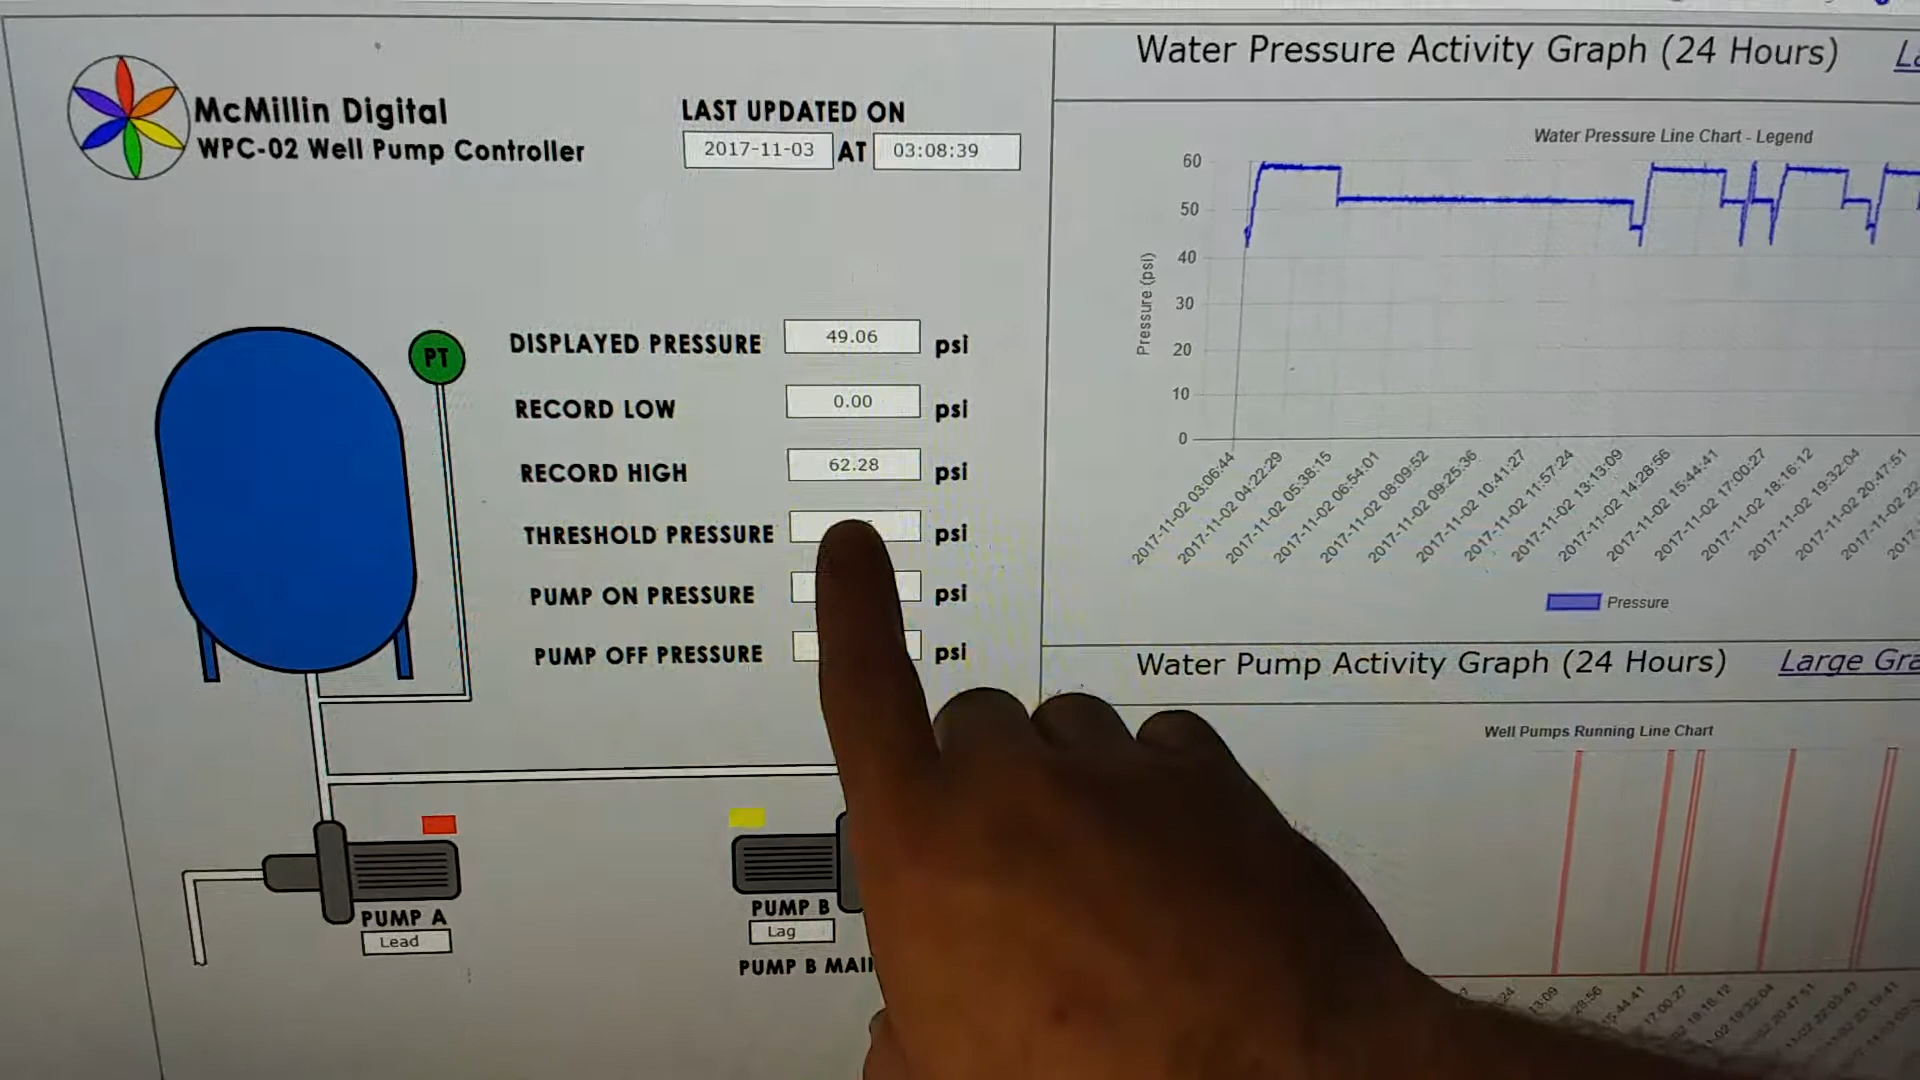 McMillin Digital
WPC-02 Well Pump Controller
LAST UPDATED ON
2017-11-03 AT 03:08:39
DISPLAYED PRESSURE 49.06 psi
RECORD LOW 0.00 psi
RECORD HIGH 62.28 psi
THRESHOLD PRESSURE psi
PUMP ON PRESSURE psi
PUMP OFF PRESSURE psi
PT
PUMP A
Lead
PUMP B
Lag
PUMP B
Water Pressure Activity Graph (24 Hours)
Water Pressure Line Chart - Legend
Pressure (psi)
60
50
40
30
20
10
0
2017-11-02 03:06:44
2017-11-02 04:22:29
2017-11-02 05:38:15
2017-11-02 06:54:01
2017-11-02 08:09:52
2017-11-02 09:25:36
2017-11-02 10:41:27
2017-11-02 11:57:24
2017-11-02 13:13:09
2017-11-02 14:28:56
2017-11-02 15:44:41
2017-11-02 17:00:27
2017-11-02 18:16:12
2017-11-02 19:32:04
2017-11-02 20:47:51
Pressure
Water Pump Activity Graph (24 Hours) Large
Well Pumps Running Line Chart